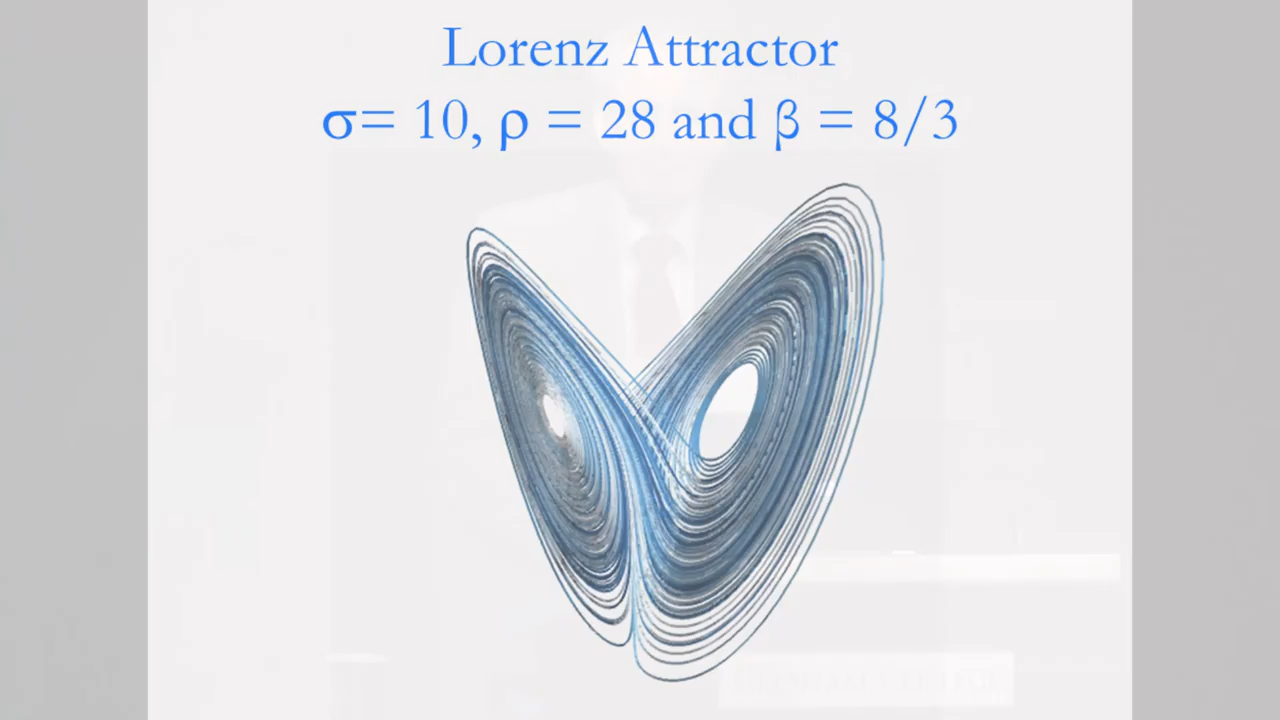 Lorenz Attractor
σ= 10, ρ = 28 and β = 8/3